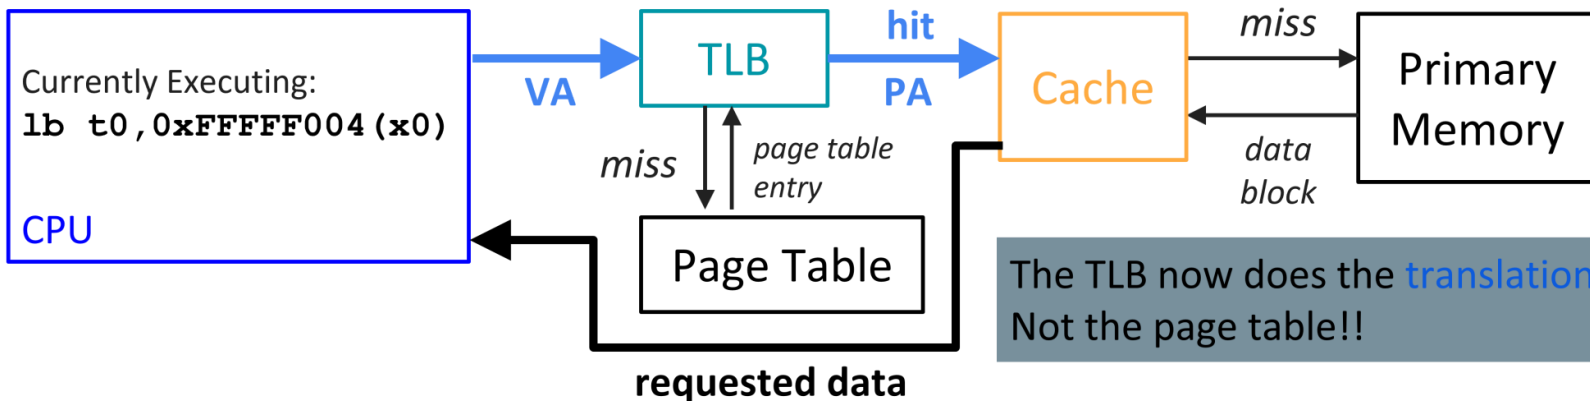 Currently Executing:
lb t0,0xFFFFF004(x0)
CPU
VA
TLB
hit
PA
miss
page table
entry
Page Table
Cache
miss
data
block
Primary
Memory
requested data
The TLB now does the translation
Not the page table!!